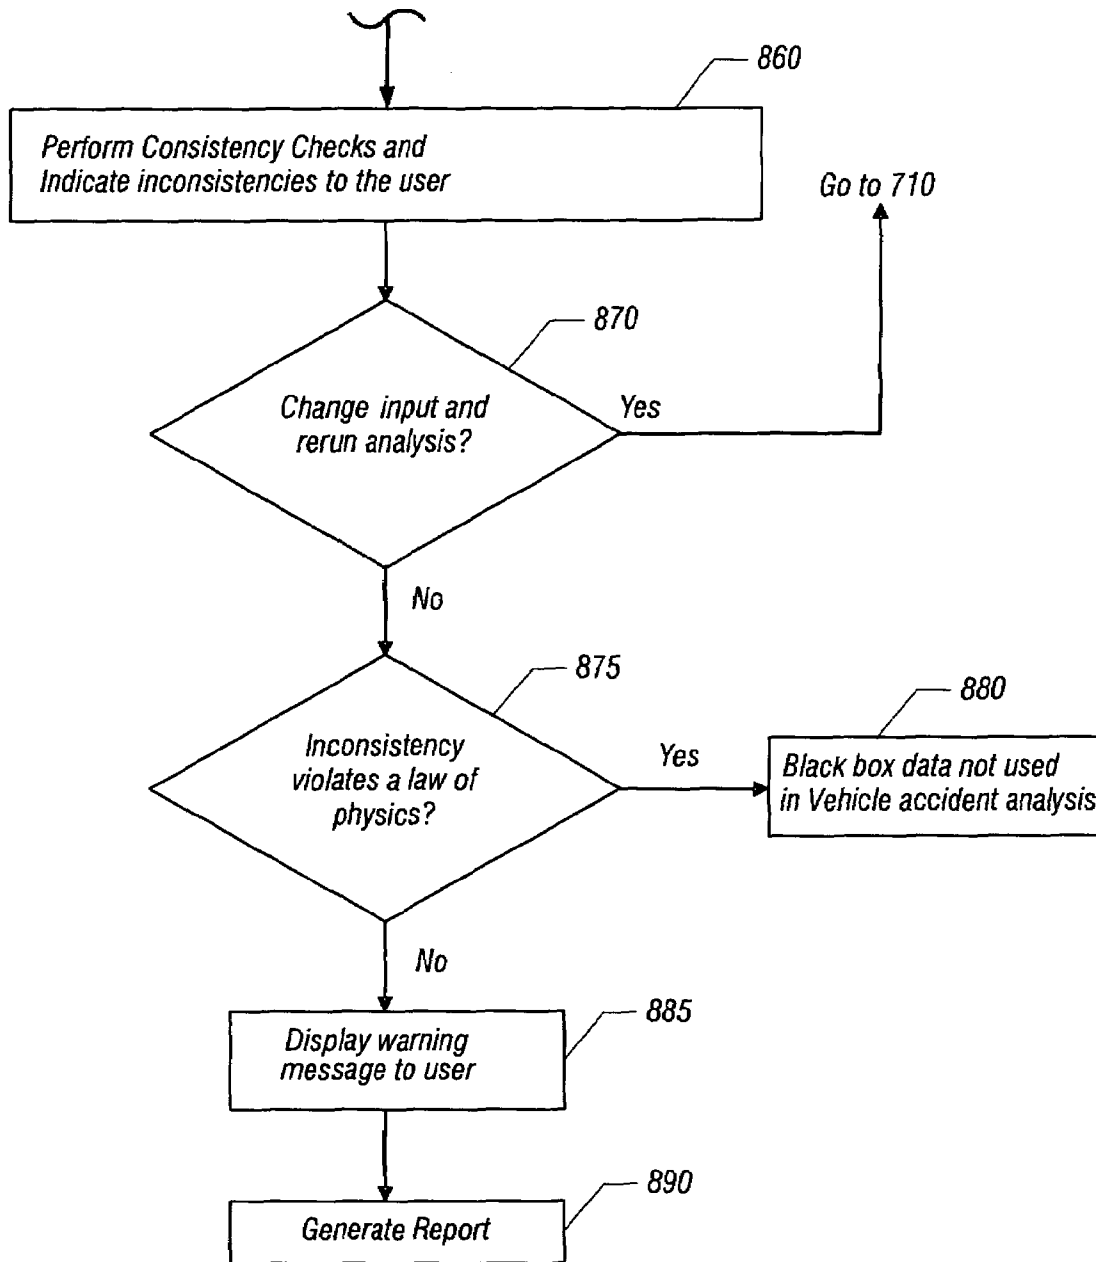 860
Perform Consistency Checks and
Indicate inconsistencies to the user
Go to 710
870
Change input and
rerun analysis?
Yes
No
875
Inconsistency
violates a law of
physics?
Yes
880
Black box data not used
in Vehicle accident analysis
No
885
Display warning
message to user
890
Generate Report